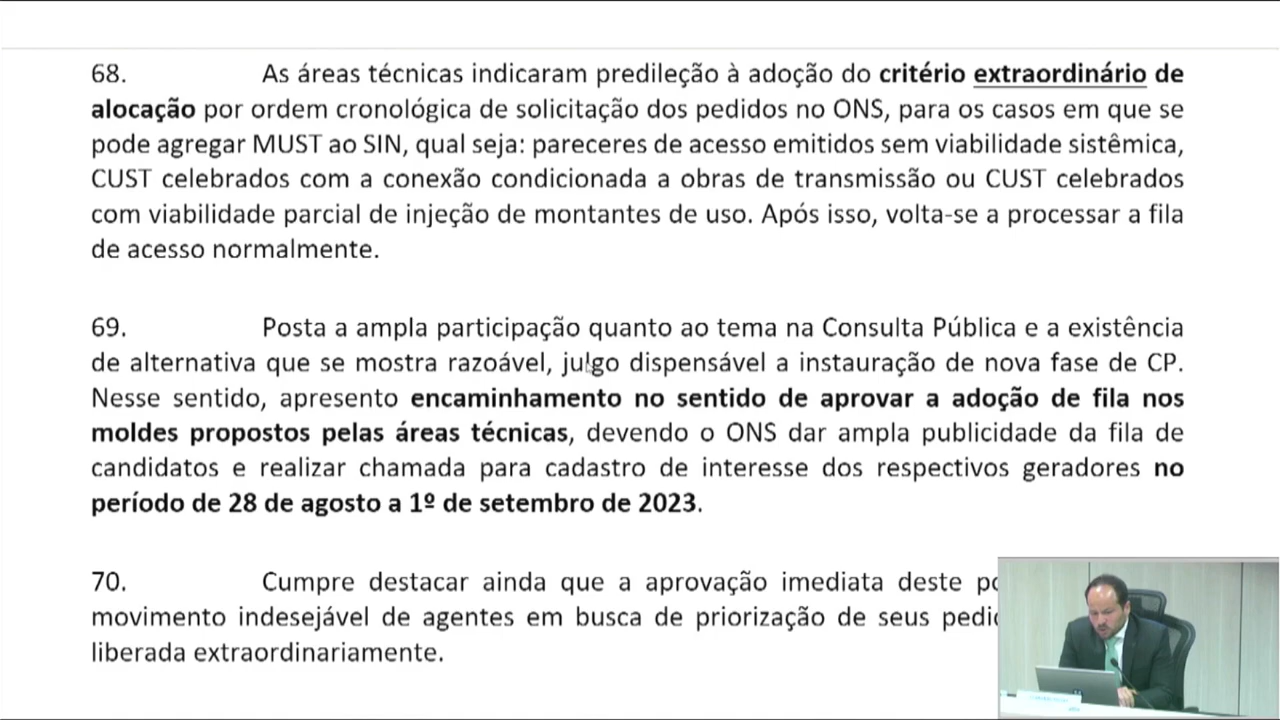 68. As áreas técnicas indicaram predileção à adoção do critério extraordinário de
alocação por ordem cronológica de solicitação dos pedidos no ONS, para os casos em que se
pode agregar MUST ao SIN, qual seja: pareceres de acesso emitidos sem viabilidade sistêmica,
CUST celebrados com a conexão condicionada a obras de transmissão ou CUST celebrados
com viabilidade parcial de injeção de montantes de uso. Após isso, volta-se a processar a fila
de acesso normalmente.
69. Posta a ampla participação quanto ao tema na Consulta Pública e a existência
de alternativa que se mostra razoável, julgo dispensável a instauração de nova fase de CP.
Nesse sentido, apresento encaminhamento no sentido de aprovar a adoção de fila nos
moldes propostos pelas áreas técnicas, devendo o ONS dar ampla publicidade da fila de
candidatos e realizar chamada para cadastro de interesse dos respectivos geradores no
período de 28 de agosto a 1º de setembro de 2023.
70. Cumpre destacar ainda que a aprovação imediata deste
movimento indesejável de agentes em busca de priorização de seus
liberada extraordinariamente.